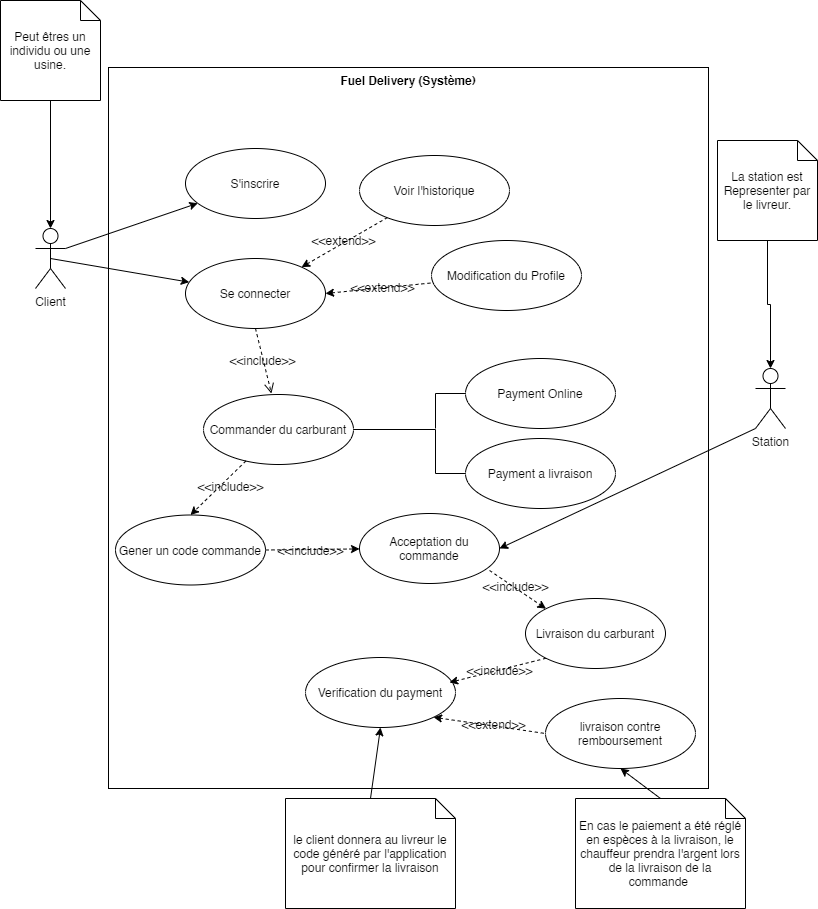 Peut êtres un
individu ou une
usine.
Fuel Delivery (Système)
S'inscrire
Voir l'historique
La station est
Representer par
le livreur.
<<extend>>
Client
Se connecter
Modification du Profile
<<extend>>
<<include>>
Payment Online
Commander du carburant
Station
Payment a livraison
<<include>>
Gener un code commande
<<include>>
Acceptation du
commande
<<include>>
Livraison du carburant
<<include>>
Verification du payment
<<extend>>
livraison contre
remboursement
le client donnera au livreur le
code généré par l'application
pour confirmer la livraison
En cas le paiement a été réglé
en espèces à la livraison, le
chauffeur prendra l'argent lors
de la livraison de la
commande